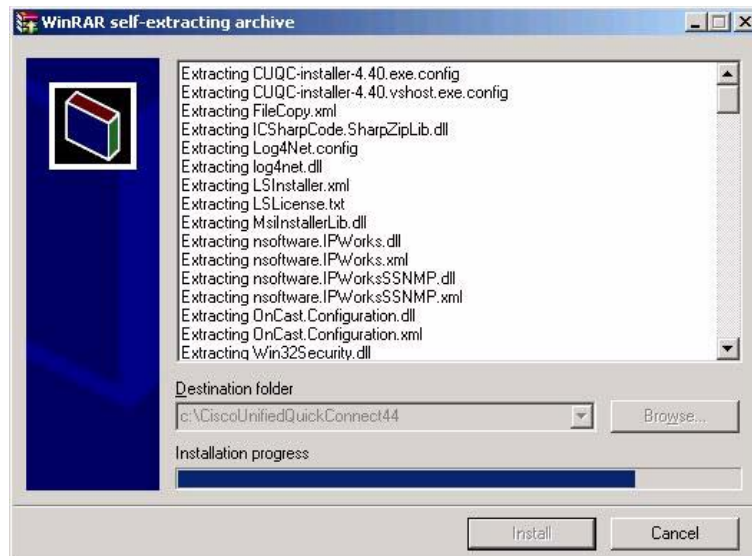 WinRAR self-extracting archive
Extracting CUQC-installer-4.40.exe.config
Extracting CUQC-installer-4.40.vshost.exe.config
Extracting FileCopy.xml
Extracting ICSharpCode.SharpZipLib.dll
Extracting Log4Net.config
Extracting log4net.dll
Extracting LSInstaller.xml
Extracting LSLicense.txt
Extracting MsiInstallerLib.dll
Extracting nsoftware.IPWorks.dll
Extracting nsoftware.IPWorks.xml
Extracting nsoftware.IPWorksSSNMP.dll
Extracting nsoftware.IPWorksSSNMP.xml
Extracting OnCast.Configuration.dll
Extracting OnCast.Configuration.xml
Extracting Win32Security.dll
Destination folder
c:\CiscoUnifiedQuickConnect44
Browse...
Installation progress
Install
Cancel